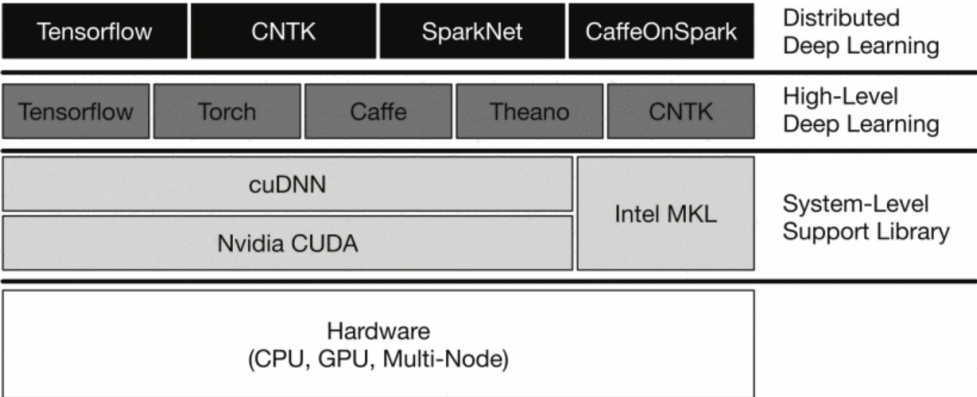 Tensorflow CNTK SparkNet CaffeOnSpark
Distributed
Deep Learning
Tensorflow Torch Caffe Theano CNTK
High-Level
Deep Learning
cuDNN
Nvidia CUDA
Intel MKL
System-Level
Support Library
Hardware
(CPU, GPU, Multi-Node)